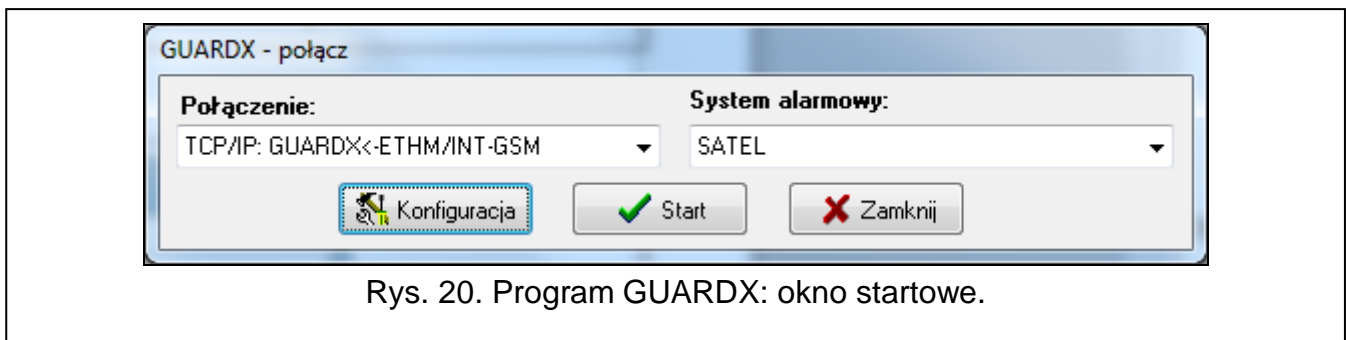 GUARDX - połącz
Połączenie:
System alarmowy:
TCP/IP: GUARDX<-ETHM/INT-GSM
SATEL
Konfiguracja
Start
Zamknij
Rys. 20. Program GUARDX: okno startowe.